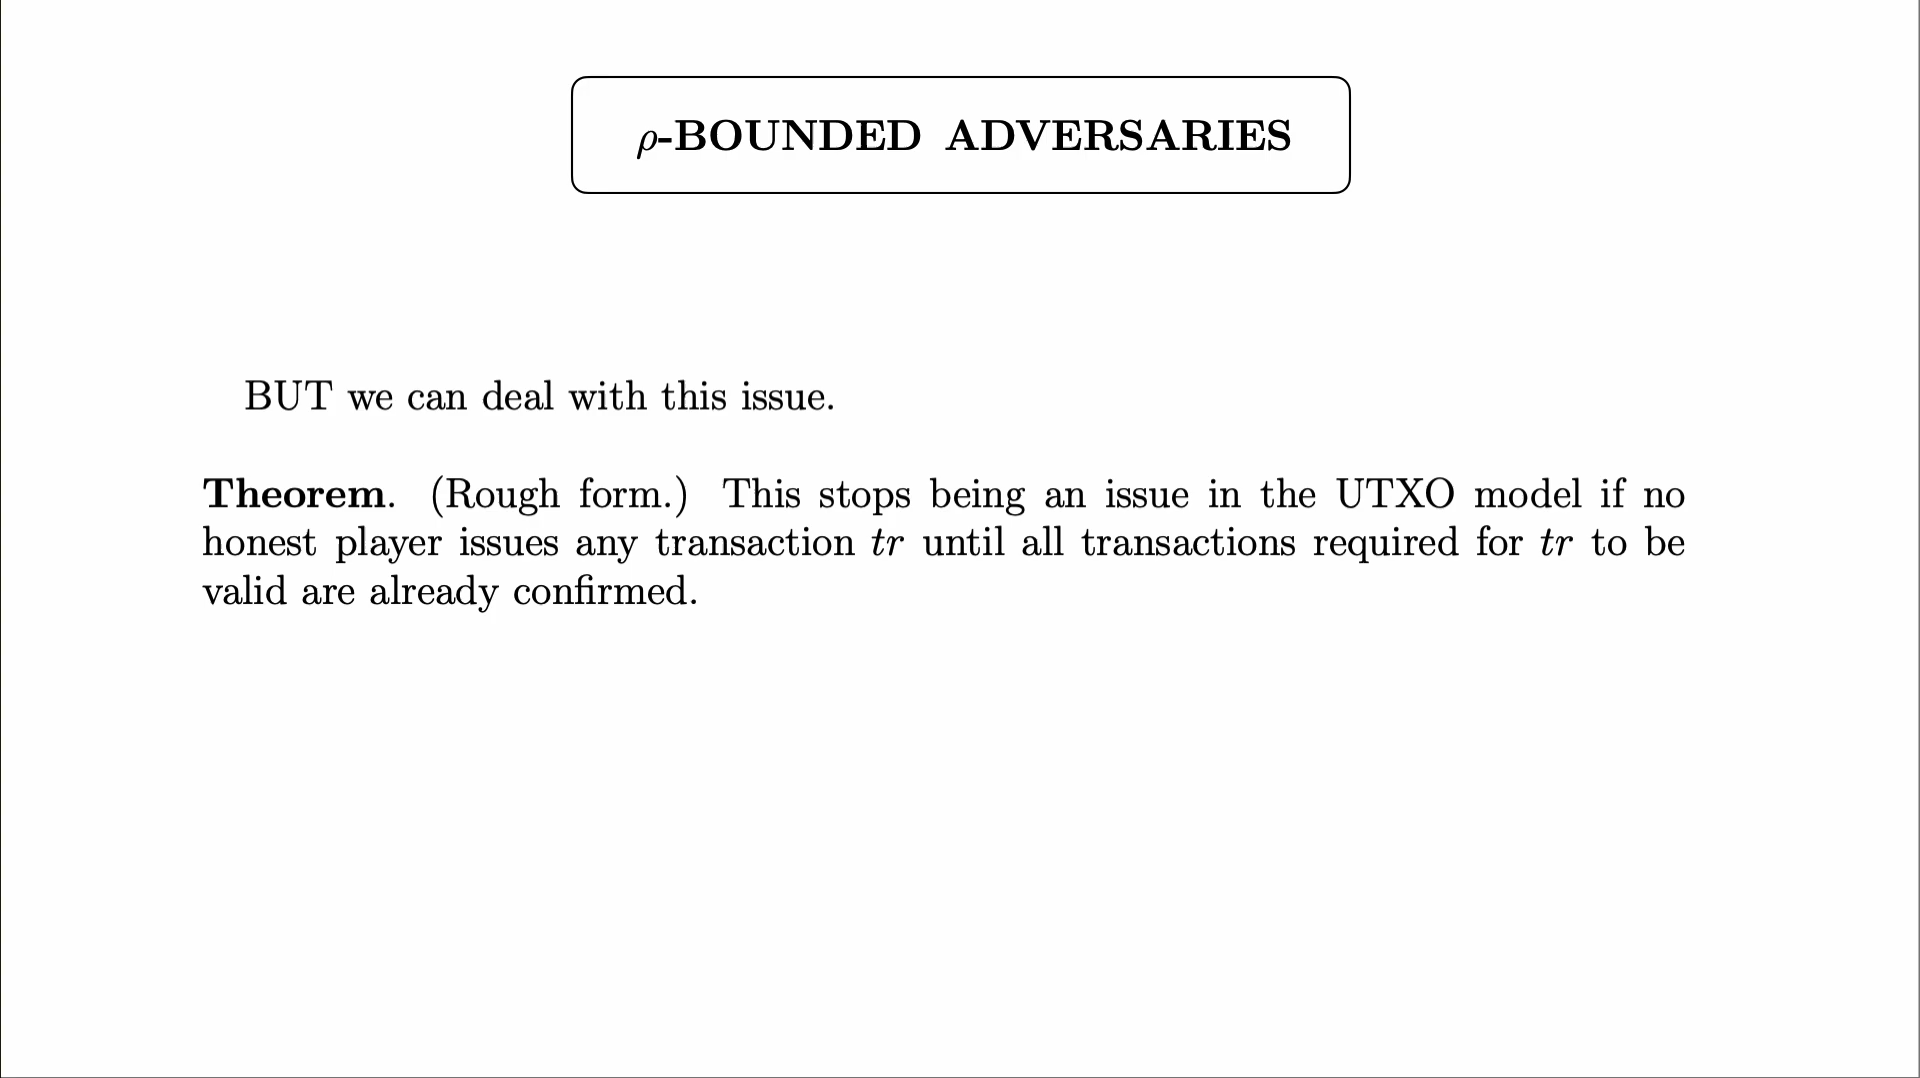 ρ-BOUNDED ADVERSARIES
BUT we can deal with this issue.
Theorem. (Rough form.) This stops being an issue in the UTXO model if no
honest player issues any transaction tr until all transactions required for tr to be
valid are already confirmed.